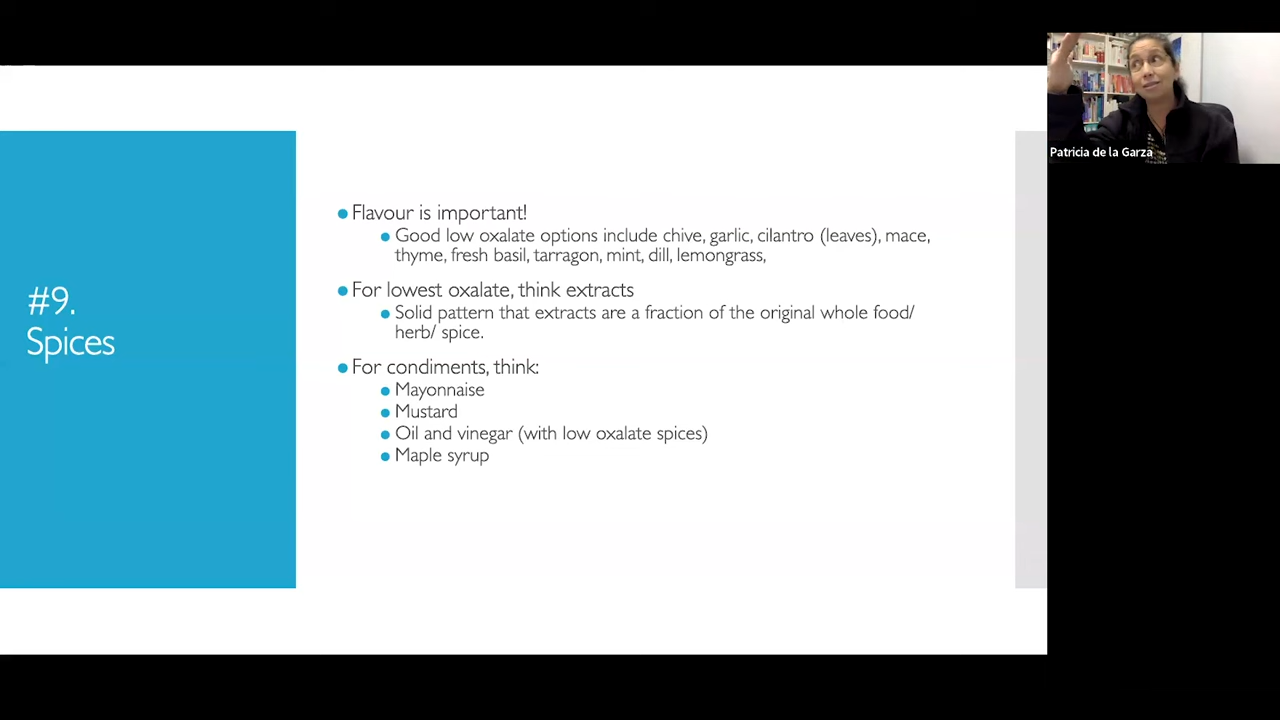 #9.
Spices
Flavour is important!
Good low oxalate options include chive, garlic, cilantro (leaves), mace,
thyme, fresh basil, tarragon, mint, dill, lemongrass,
For lowest oxalate, think extracts
Solid pattern that extracts are a fraction of the original whole food/
herb/ spice.
For condiments, think:
Mayonnaise
Mustard
Oil and vinegar (with low oxalate spices)
Maple syrup
Patricia de la Garza